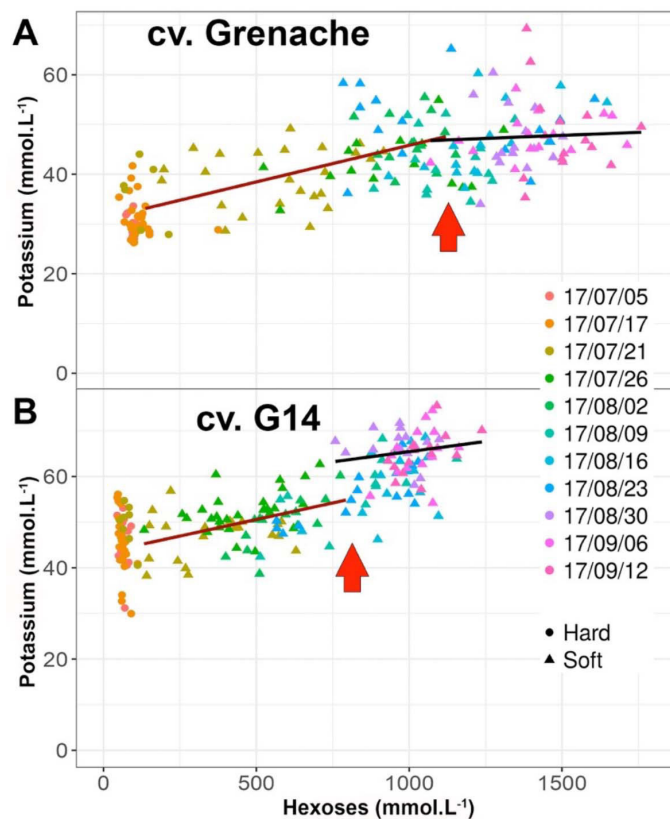 A
cv. Grenache
60
40
20
0
Potassium (mmol.L⁻¹)
17/07/05
17/07/17
17/07/21
17/07/26
17/08/02
17/08/09
17/08/16
17/08/23
17/08/30
17/09/06
17/09/12
Hard
Soft
B
cv. G14
60
40
20
0
Potassium (mmol.L⁻¹)
0 500 1000 1500
Hexoses (mmol.L⁻¹)